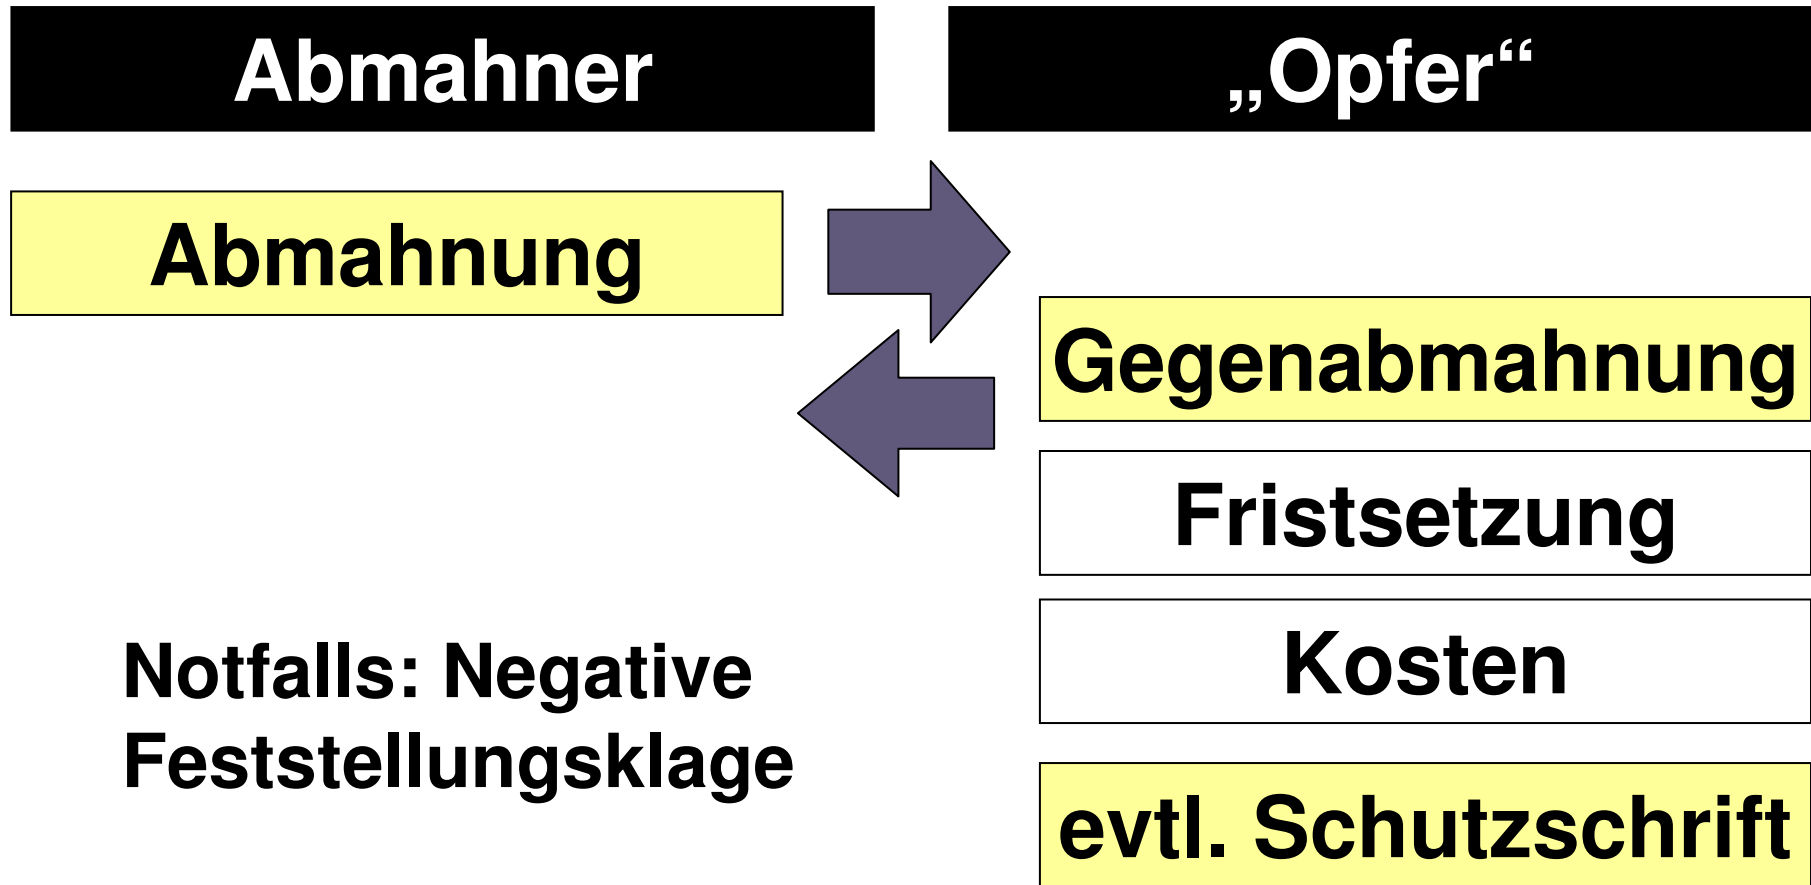 Abmahner
„Opfer“
Abmahnung
Gegenabmahnung
Fristsetzung
Kosten
evtl. Schutzschrift
Notfalls: Negative
Feststellungsklage